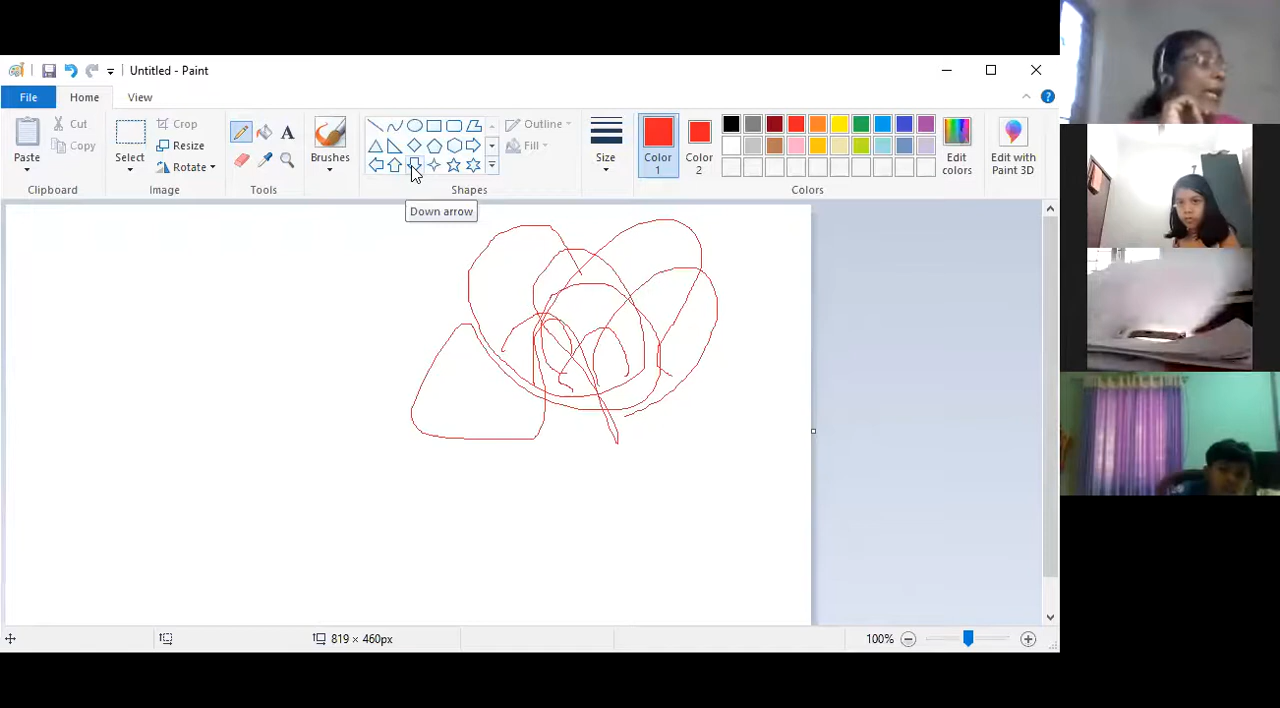 Untitled - Paint
File Home View
Paste
Cut
Copy
Clipboard
Select
Crop
Resize
Rotate
Image
A
Tools
Brushes
Outline
Fill
Shapes
Size
Color 1
Color 2
Edit colors
Edit with Paint 3D
Colors
Down arrow
819 × 460px
100%